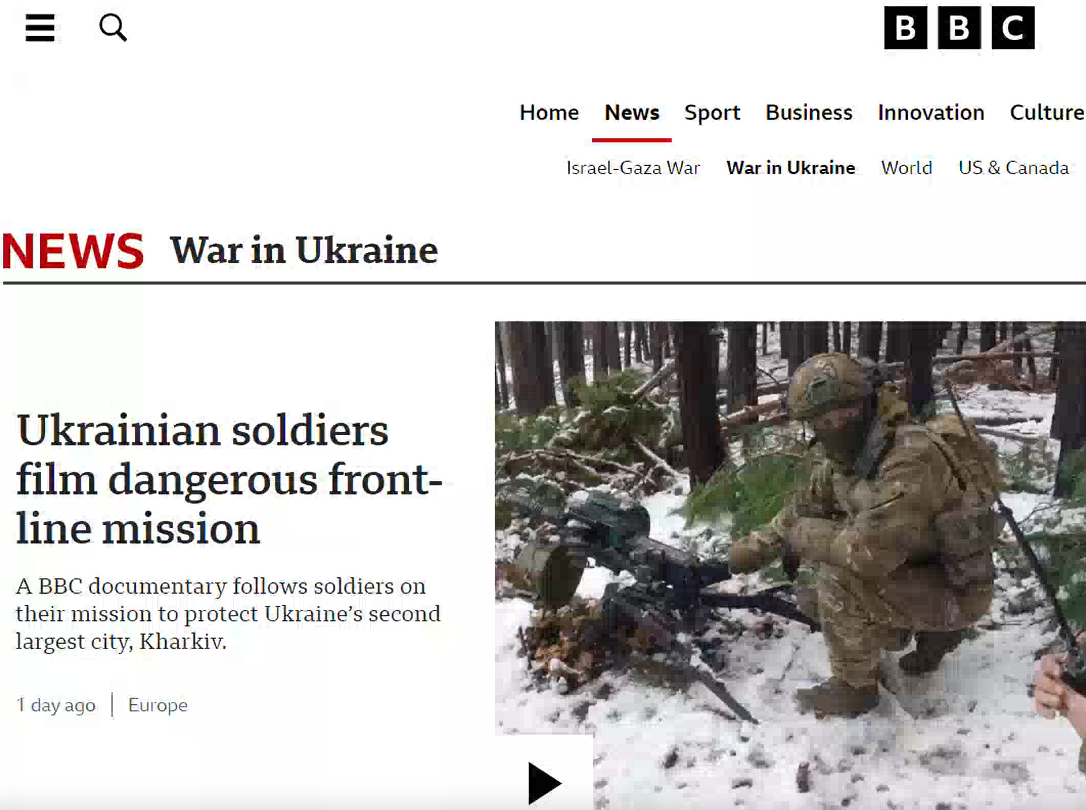 BBC
Home News Sport Business Innovation Culture
Israel-Gaza War War in Ukraine World US & Canada
NEWS War in Ukraine
Ukrainian soldiers
film dangerous front-
line mission
A BBC documentary follows soldiers on
their mission to protect Ukraine’s second
largest city, Kharkiv.
1 day ago | Europe